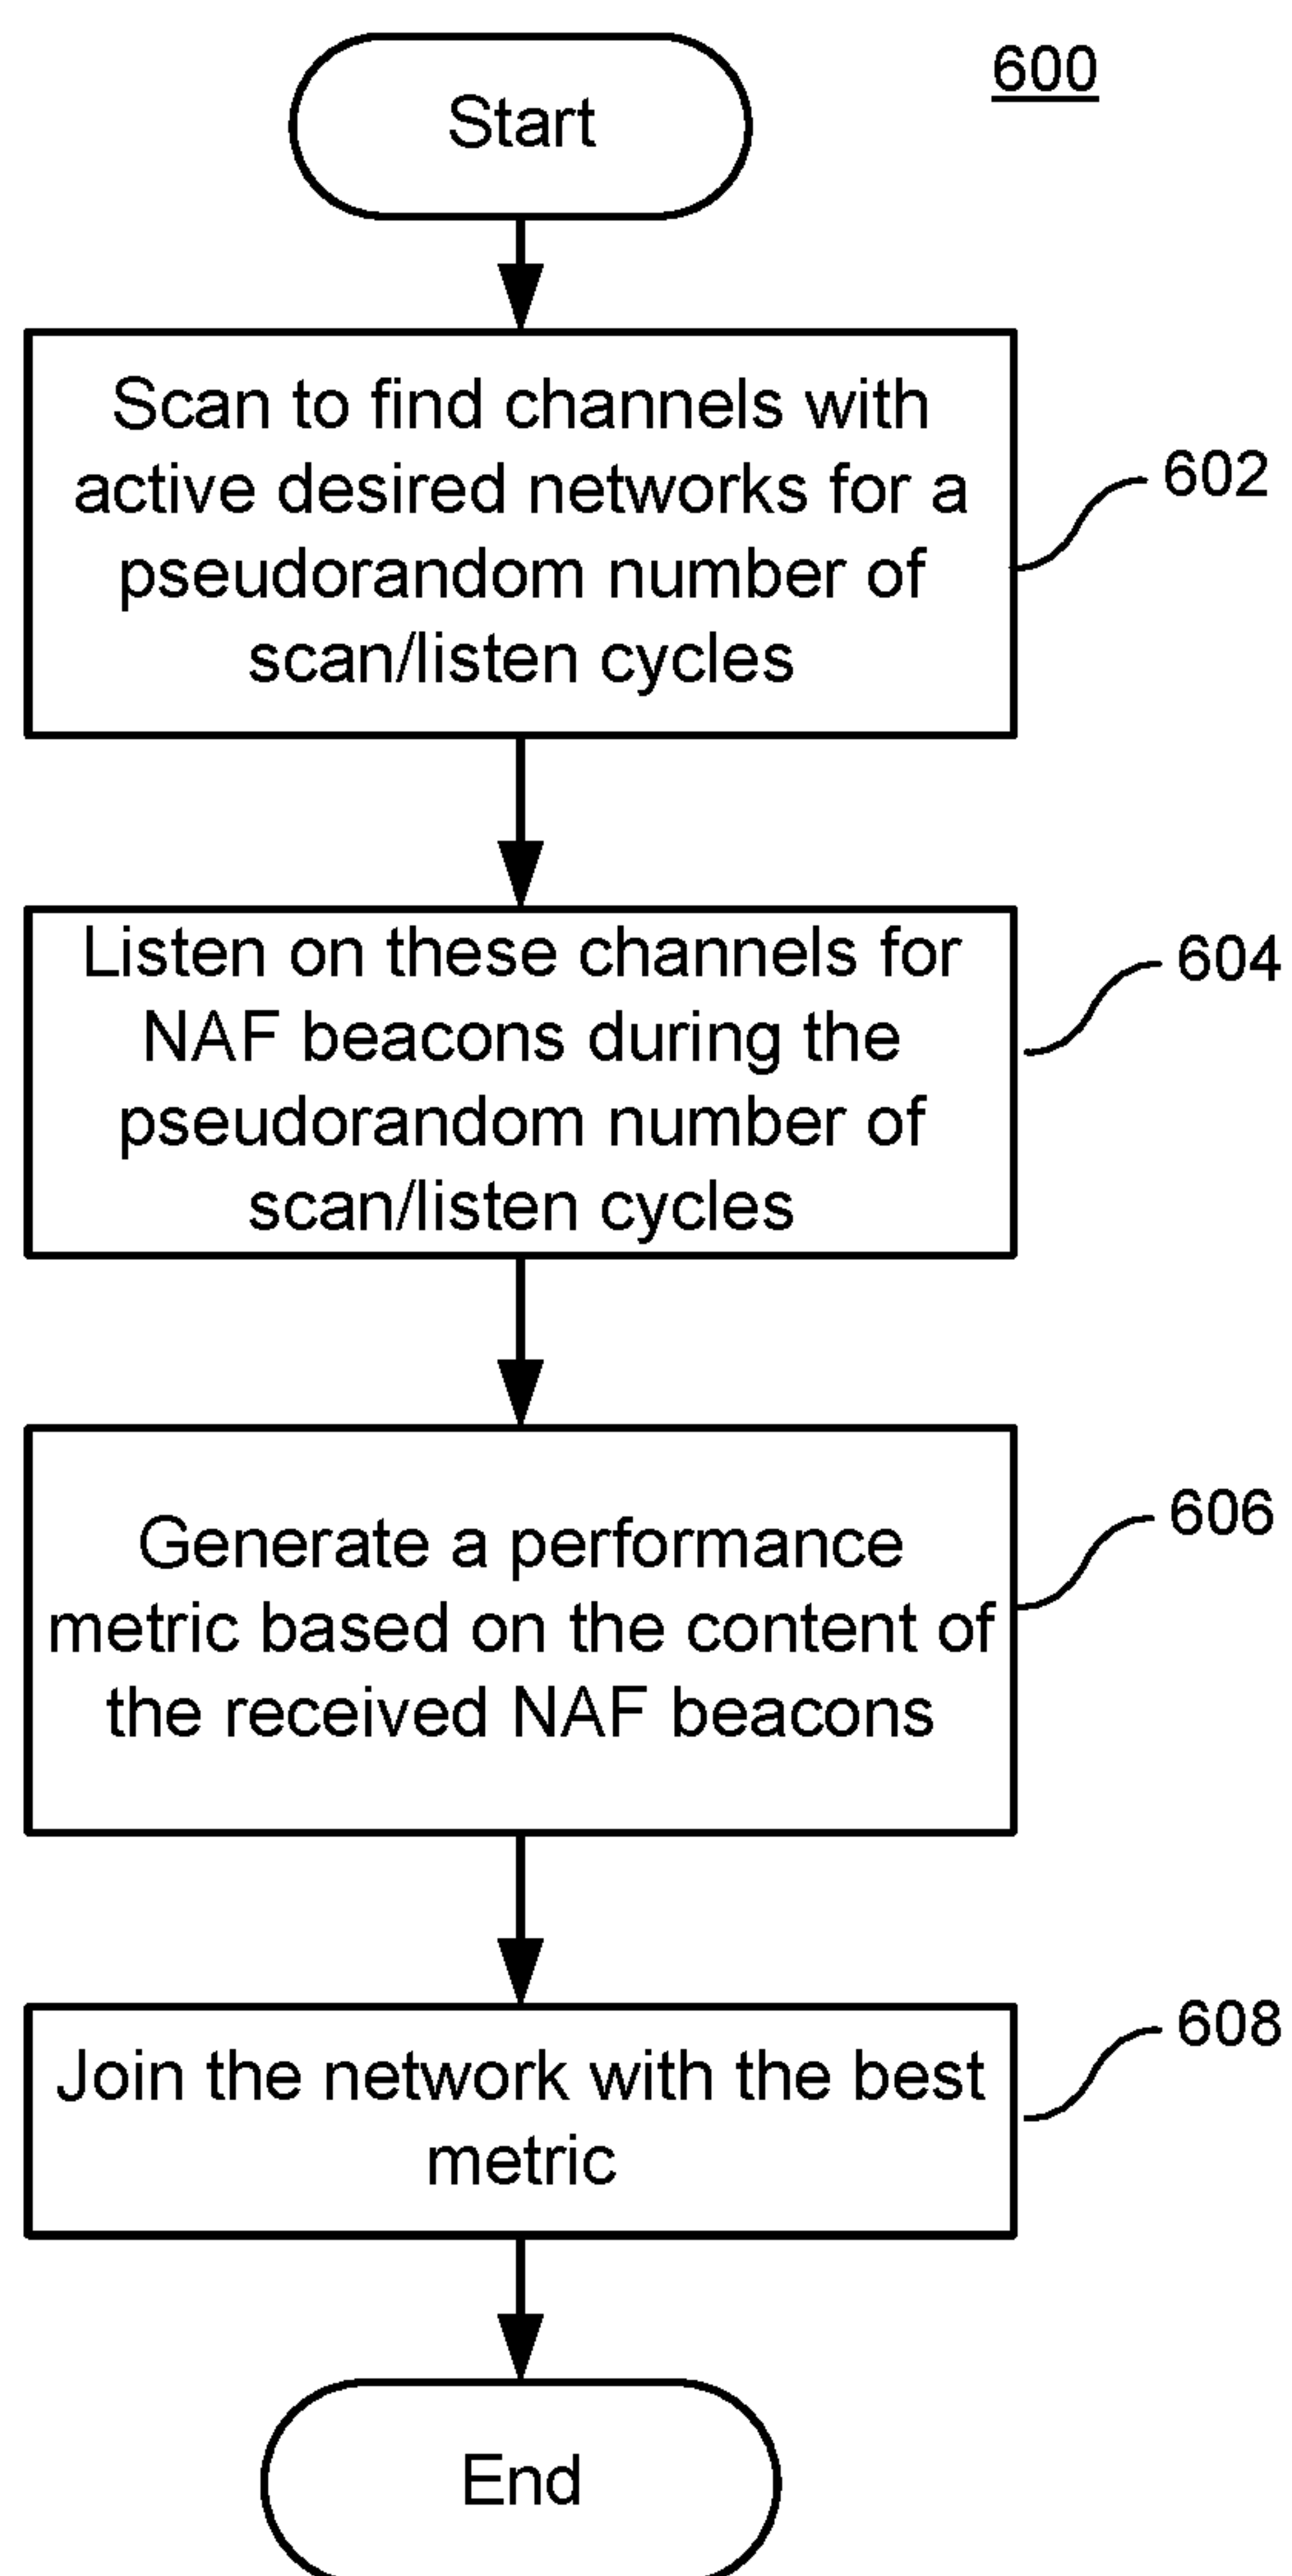 600
Start
Scan to find channels with
active desired networks for a
pseudorandom number of
scan/listen cycles
602
Listen on these channels for
NAF beacons during the
pseudorandom number of
scan/listen cycles
604
Generate a performance
metric based on the content of
the received NAF beacons
606
Join the network with the best
metric
608
End